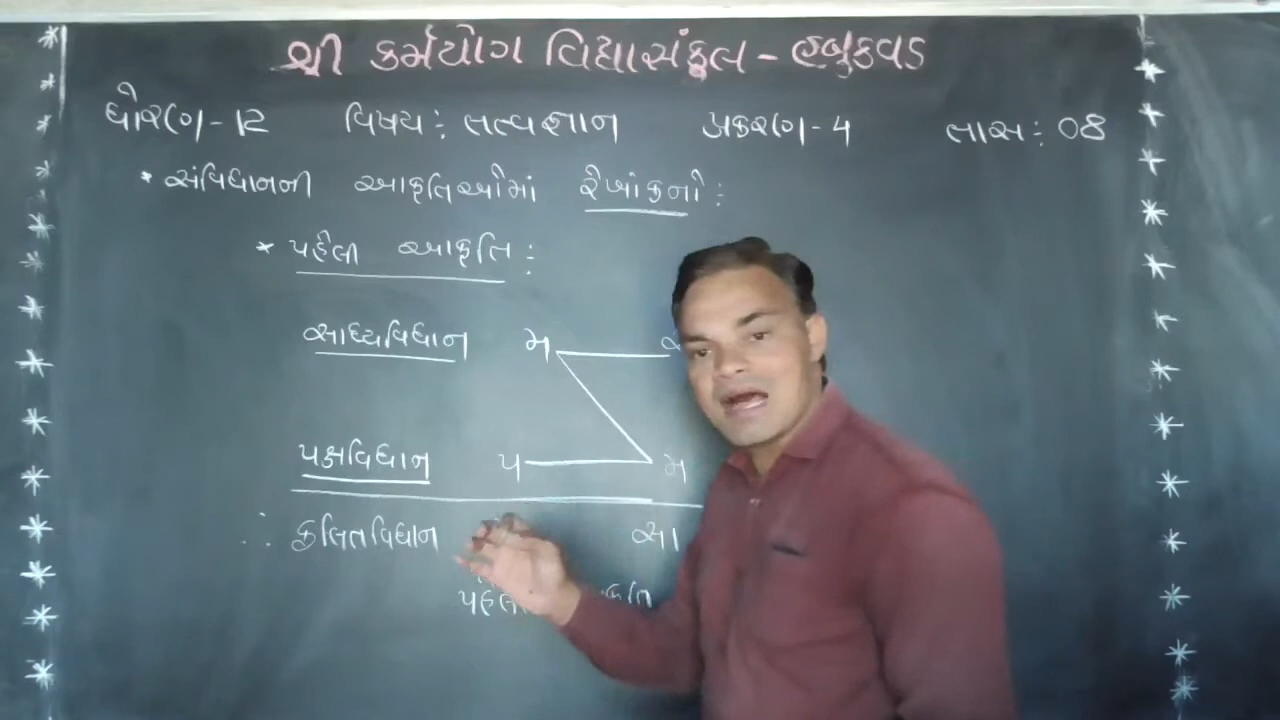 શ્રી કર્મયોગ વિદ્યાસંકુલ - હબુકવડ
ધોરણ - 12 વિષય : તત્વજ્ઞાન પ્રકરણ - 4 તાસ : 08
* સંવિધાનની આકૃતિઓમાં રેખાંકનો :
* પહેલી આકૃતિ :
સાધ્યવિધાન મ
પક્ષવિધાન પ મ
∴ ફલિતવિધાન સા